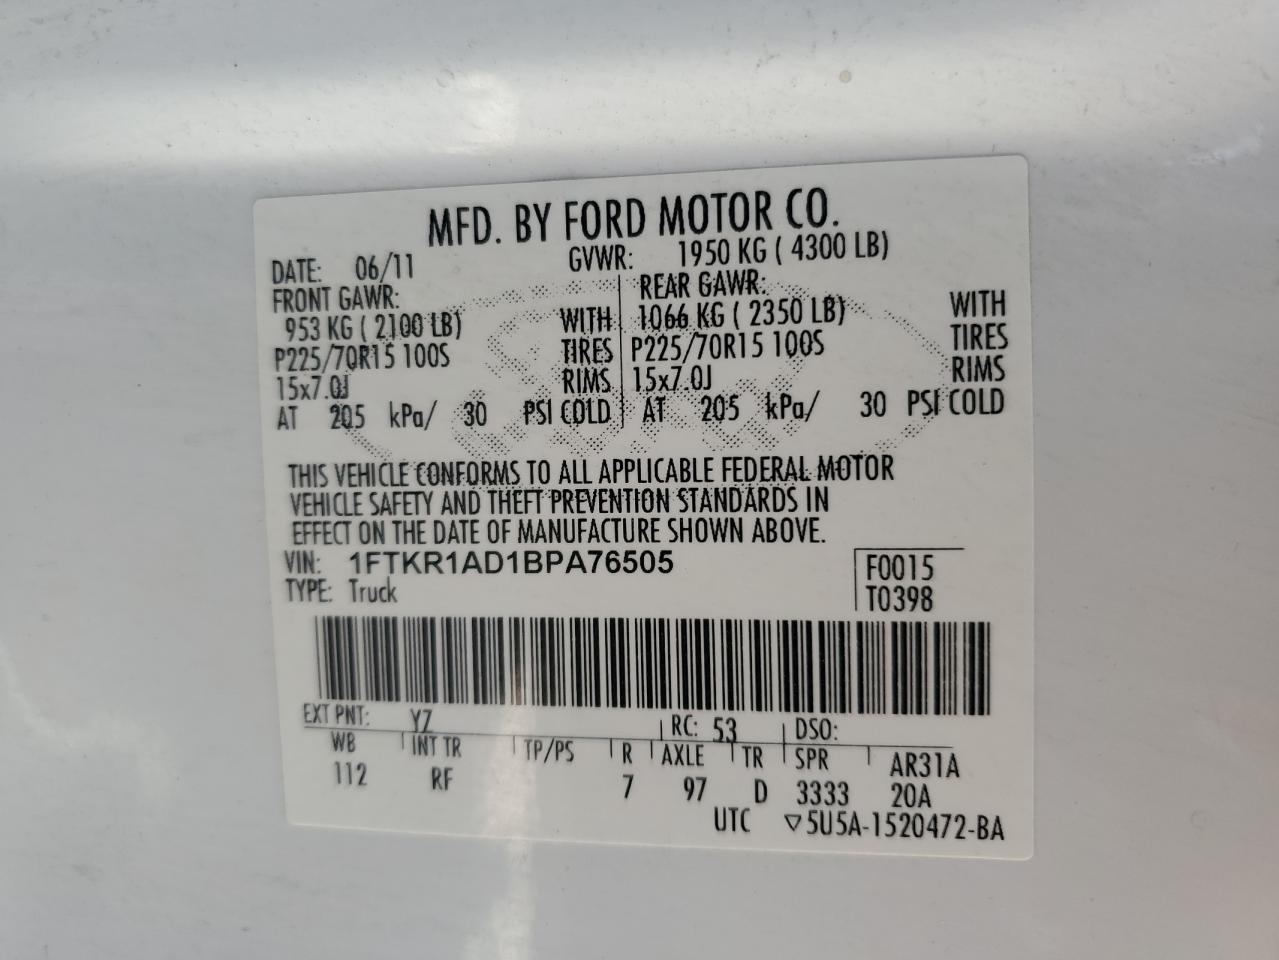 MFD. BY FORD MOTOR CO.
DATE: 06/11 GVWR: 1950 KG ( 4300 LB)
FRONT GAWR: REAR GAWR:
953 KG ( 2100 LB) WITH 1066 KG ( 2350 LB) WITH
P225/70R15 100S TIRES P225/70R15 100S TIRES
15x7.0J RIMS 15x7.0J RIMS
AT 205 kPa/ 30 PSI COLD AT 205 kPa/ 30 PSI COLD
THIS VEHICLE CONFORMS TO ALL APPLICABLE FEDERAL MOTOR
VEHICLE SAFETY AND THEFT PREVENTION STANDARDS IN
EFFECT ON THE DATE OF MANUFACTURE SHOWN ABOVE.
VIN: 1FTKR1AD1BPA76505 F0015
TYPE: Truck T0398
EXT PNT: YZ RC: 53 DSO:
WB INT TR TP/PS R AXLE TR SPR AR31A
112 RF 7 97 D 3333 20A
UTC ▽5U5A-1520472-BA